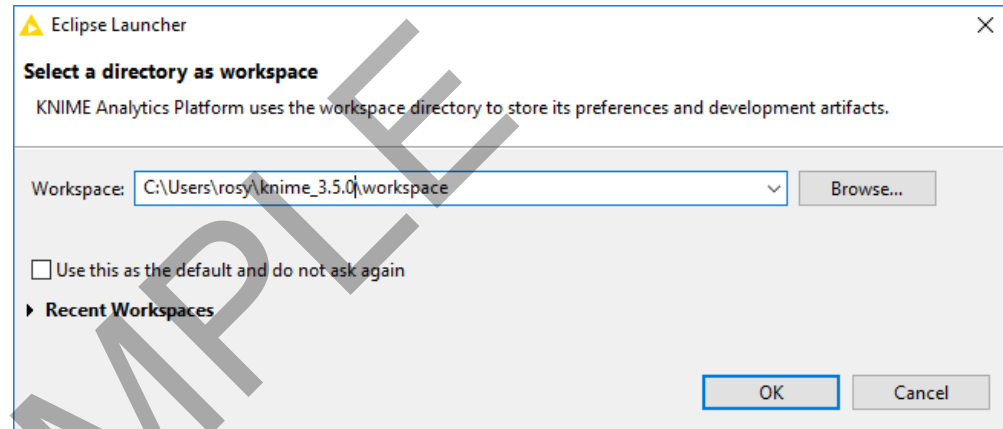 Eclipse Launcher
Select a directory as workspace
KNIME Analytics Platform uses the workspace directory to store its preferences and development artifacts.
Workspace: C:\Users\rosy\knime_3.5.0\workspace Browse...
Use this as the default and do not ask again
Recent Workspaces
OK Cancel
MPLE